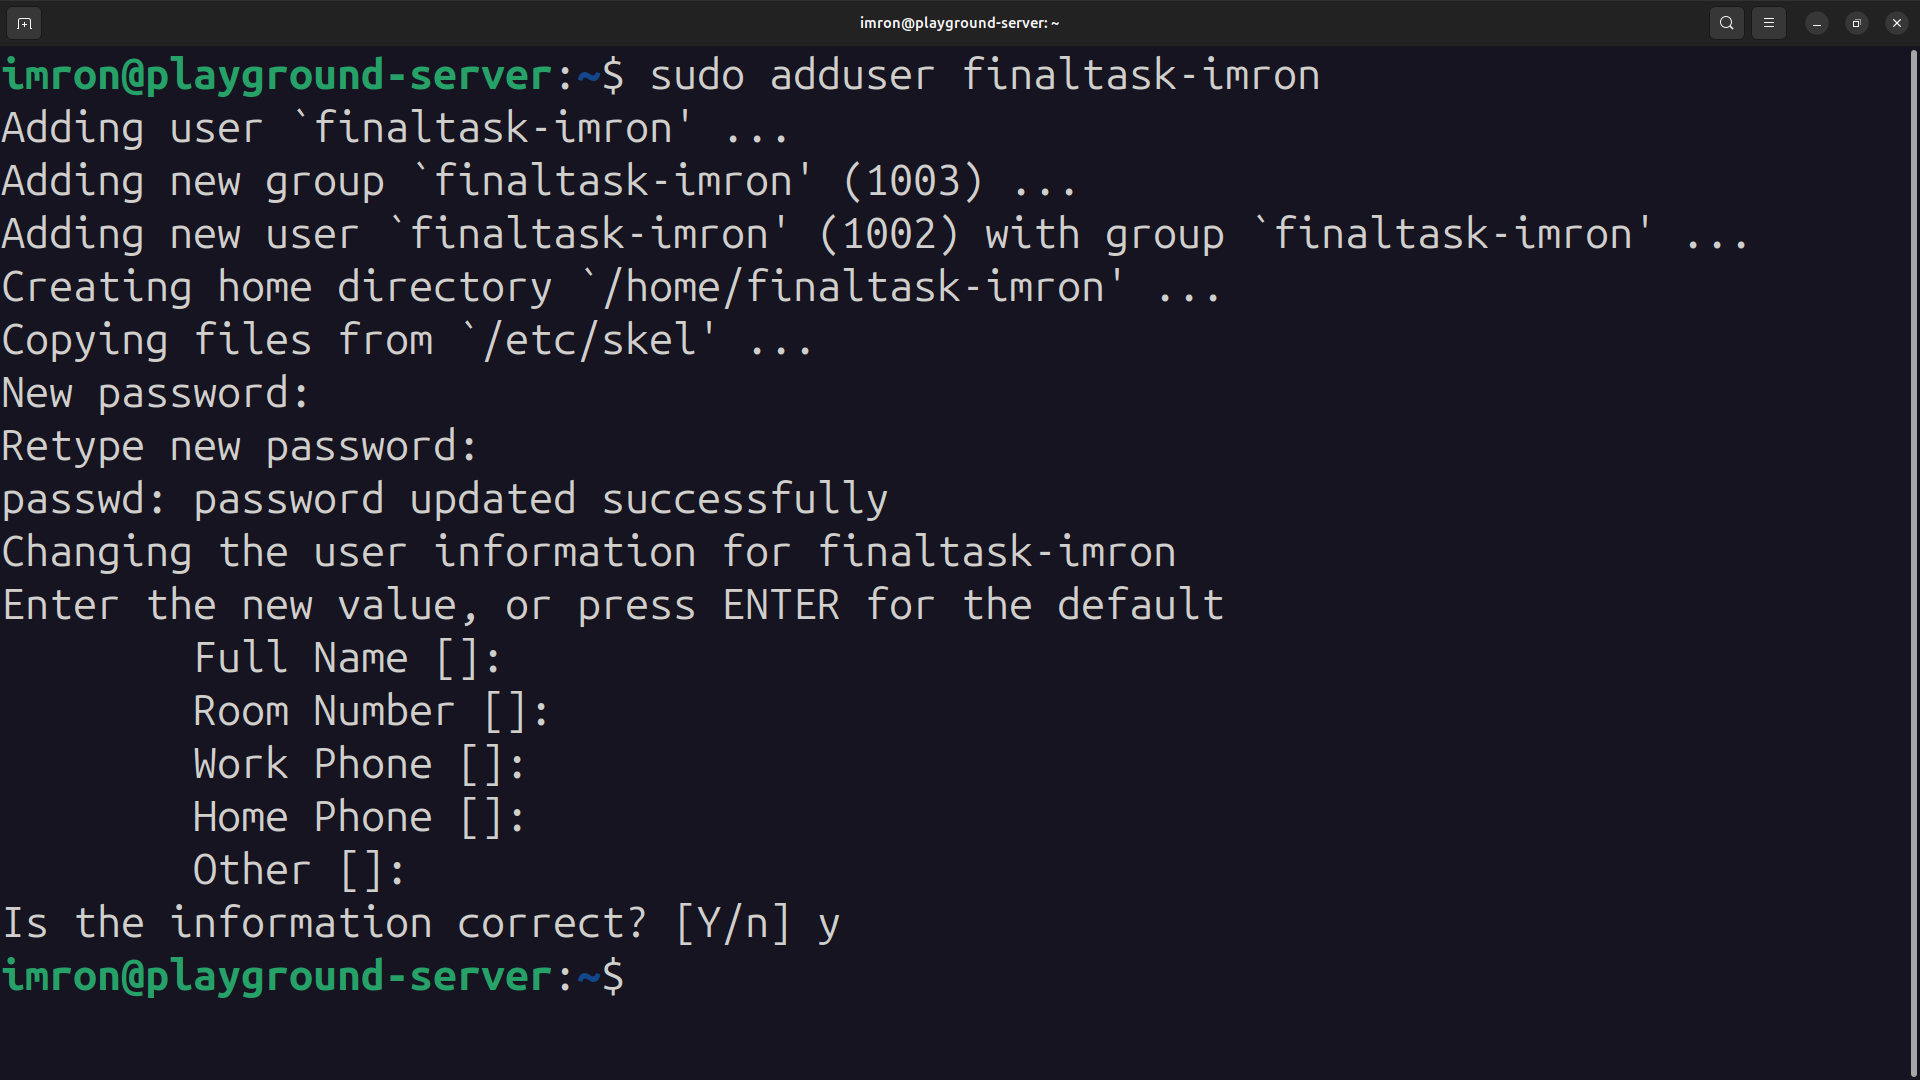 imron@playground-server: ~
imron@playground-server:~$ sudo adduser finaltask-imron
Adding user `finaltask-imron' ...
Adding new group `finaltask-imron' (1003) ...
Adding new user `finaltask-imron' (1002) with group `finaltask-imron' ...
Creating home directory `/home/finaltask-imron' ...
Copying files from `/etc/skel' ...
New password:
Retype new password:
passwd: password updated successfully
Changing the user information for finaltask-imron
Enter the new value, or press ENTER for the default
Full Name []:
Room Number []:
Work Phone []:
Home Phone []:
Other []:
Is the information correct? [Y/n] y
imron@playground-server:~$